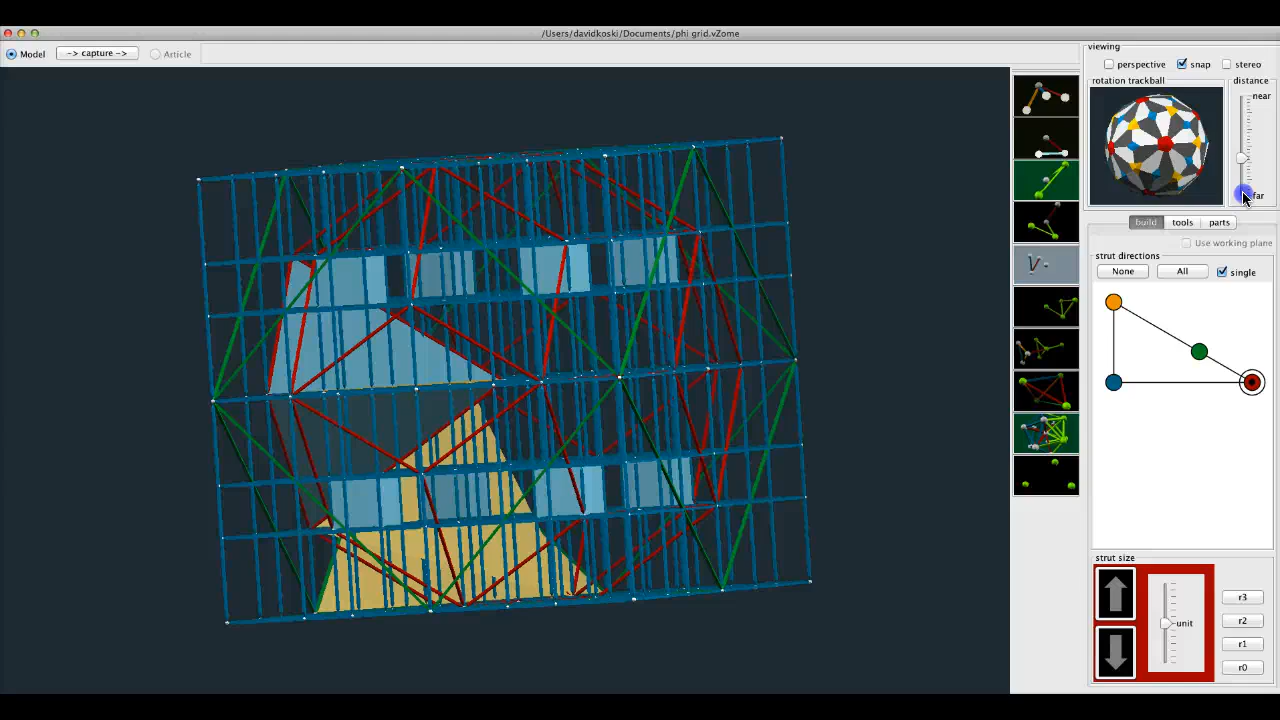 /Users/davidkoski/Documents/phi grid.vZome
Model
-> capture ->
Article
viewing
perspective
snap
stereo
rotation trackball
distance
near
far
build
tools
parts
Use working plane
strut directions
None
All
single
strut size
unit
r3
r2
r1
r0